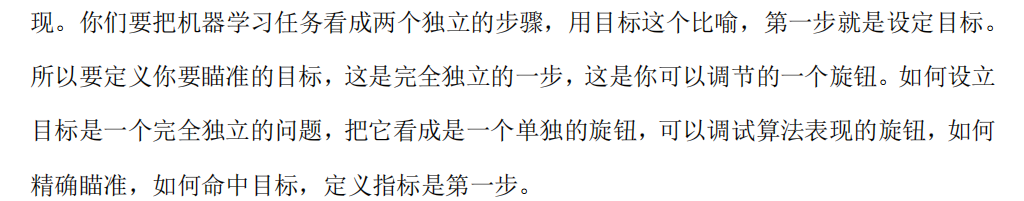 现。你们要把机器学习任务看成两个独立的步骤，用目标这个比喻，第一步就是设定目标。
所以要定义你要瞄准的目标，这是完全独立的一步，这是你可以调节的一个旋钮。如何设立
目标是一个完全独立的问题，把它看成是一个单独的旋钮，可以调试算法表现的旋钮，如何
精确瞄准，如何命中目标，定义指标是第一步。